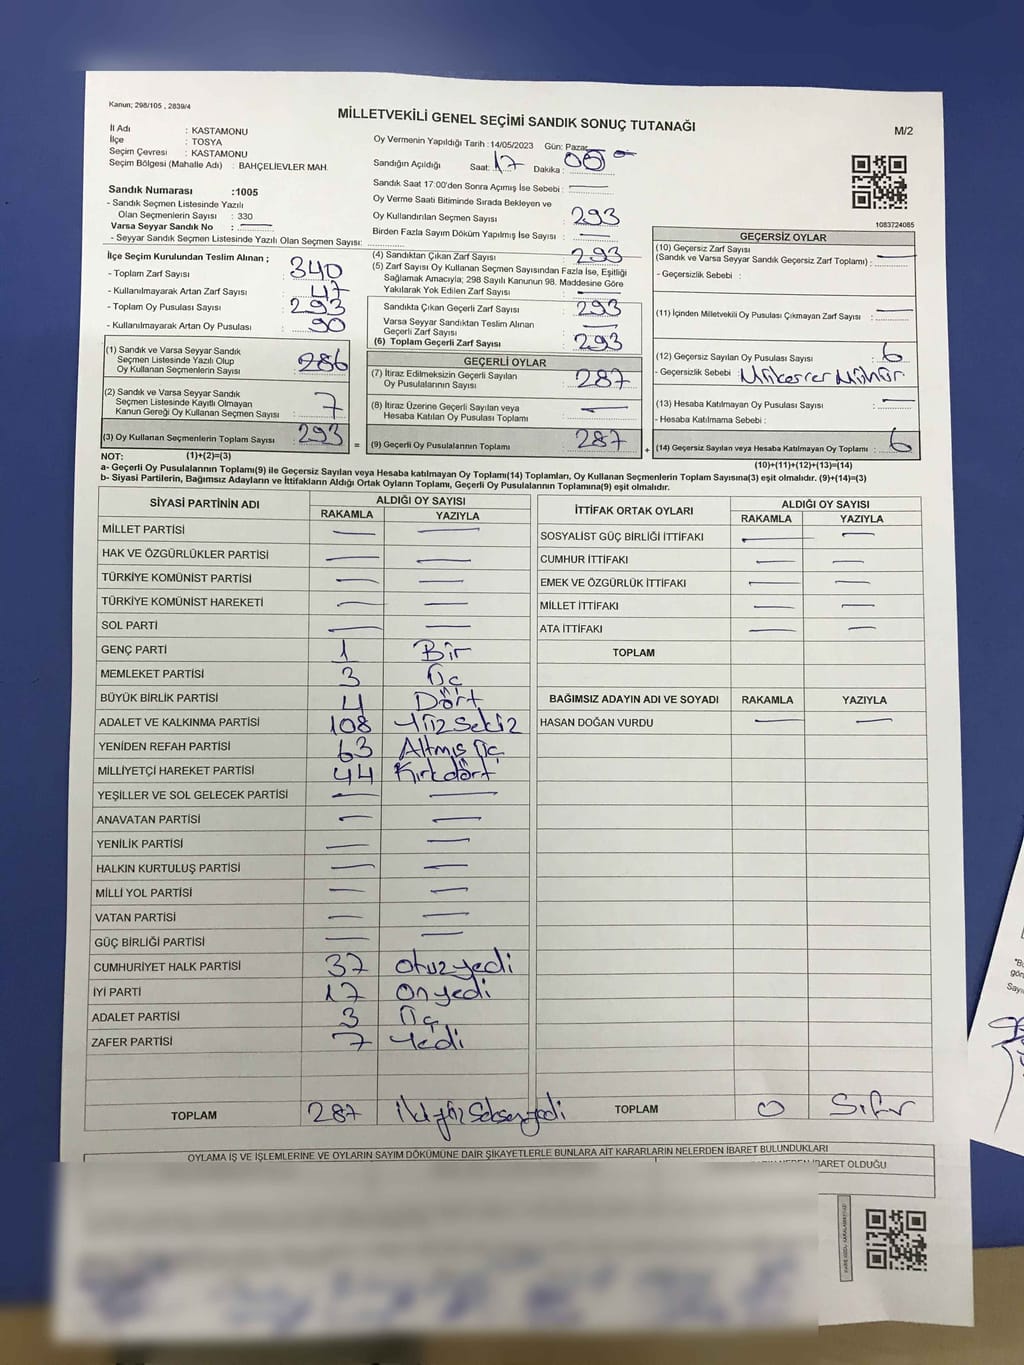 Kanun; 298/105 , 2839/4
MİLLETVEKİLİ GENEL SEÇİMİ SANDIK SONUÇ TUTANAĞI
M/2
İl Adı : KASTAMONU
İlçe : TOSYA
Seçim Çevresi : KASTAMONU
Seçim Bölgesi (Mahalle Adı) : BAHÇELİEVLER MAH.
Oy Vermenin Yapıldığı Tarih : 14/05/2023 Gün: Pazar
Sandığın Açıldığı Saat: 17 Dakika : 00
Sandık Saat 17:00'den Sonra Açımış İse Sebebi : —
Oy Verme Saati Bitiminde Sırada Bekleyen ve
Oy Kullandırılan Seçmen Sayısı : 293
Birden Fazla Sayım Döküm Yapılmış İse Sayısı : —
Sandık Numarası :1005
- Sandık Seçmen Listesinde Yazılı
Olan Seçmenlerin Sayısı : 330
Varsa Seyyar Sandık No : —
- Seyyar Sandık Seçmen Listesinde Yazılı Olan Seçmen Sayısı:
1083724085
İlçe Seçim Kurulundan Teslim Alınan ;
- Toplam Zarf Sayısı : 340
- Kullanılmayarak Artan Zarf Sayısı : 47
- Toplam Oy Pusulası Sayısı : 293
- Kullanılmayarak Artan Oy Pusulası : 90
(1) Sandık ve Varsa Seyyar Sandık
Seçmen Listesinde Yazılı Olup
Oy Kullanan Seçmenlerin Sayısı : 286
(2) Sandık ve Varsa Seyyar Sandık
Seçmen Listesinde Kayıtlı Olmayan
Kanun Gereği Oy Kullanan Seçmen Sayısı : 7
(3) Oy Kullanan Seçmenlerin Toplam Sayısı : 293 =
(4) Sandıktan Çıkan Zarf Sayısı : 293
(5) Zarf Sayısı Oy Kullanan Seçmen Sayısından Fazla İse, Eşitliği
Sağlamak Amacıyla; 298 Sayılı Kanunun 98. Maddesine Göre
Yakılarak Yok Edilen Zarf Sayısı : —
Sandıkta Çıkan Geçerli Zarf Sayısı : 293
Varsa Seyyar Sandıktan Teslim Alınan
Geçerli Zarf Sayısı : —
(6) Toplam Geçerli Zarf Sayısı : 293
GEÇERLİ OYLAR
(7) İtiraz Edilmeksizin Geçerli Sayılan
Oy Pusulalarının Sayısı : 287
(8) İtiraz Üzerine Geçerli Sayılan veya
Hesaba Katılan Oy Pusulası Toplamı : —
(9) Geçerli Oy Pusulalarının Toplamı : 287 +
GEÇERSİZ OYLAR
(10) Geçersiz Zarf Sayısı
(Sandık ve Varsa Seyyar Sandık Geçersiz Zarf Toplamı) : —
- Geçersizlik Sebebi :
(11) İçinden Milletvekili Oy Pusulası Çıkmayan Zarf Sayısı : —
(12) Geçersiz Sayılan Oy Pusulası Sayısı : 6
- Geçersizlik Sebebi : Mükerrer Mühür
(13) Hesaba Katılmayan Oy Pusulası Sayısı : —
- Hesaba Katılmama Sebebi :
(14) Geçersiz Sayılan veya Hesaba Katılmayan Oy Toplamı : 6
NOT: (1)+(2)=(3)
(10)+(11)+(12)+(13)=(14)
a- Geçerli Oy Pusulalarının Toplamı(9) ile Geçersiz Sayılan veya Hesaba katılmayan Oy Toplamı(14) Toplamları, Oy Kullanan Seçmenlerin Toplam Sayısına(3) eşit olmalıdır. (9)+(14)=(3)
b- Siyasi Partilerin, Bağımsız Adayların ve İttifakların Aldığı Ortak Oyların Toplamı, Geçerli Oy Pusulalarının Toplamına(9) eşit olmalıdır.
SİYASİ PARTİNİN ADI ALDIĞI OY SAYISI
RAKAMLA YAZIYLA
MİLLET PARTİSİ — —
HAK VE ÖZGÜRLÜKLER PARTİSİ — —
TÜRKİYE KOMÜNİST PARTİSİ — —
TÜRKİYE KOMÜNİST HAREKETİ — —
SOL PARTİ — —
GENÇ PARTİ 1 Bir
MEMLEKET PARTİSİ 3 Üç
BÜYÜK BİRLİK PARTİSİ 4 Dört
ADALET VE KALKINMA PARTİSİ 108 Yüz Sekiz
YENİDEN REFAH PARTİSİ 63 Altmış Üç
MİLLİYETÇİ HAREKET PARTİSİ 44 Kırkdört
YEŞİLLER VE SOL GELECEK PARTİSİ — —
ANAVATAN PARTİSİ — —
YENİLİK PARTİSİ — —
HALKIN KURTULUŞ PARTİSİ — —
MİLLİ YOL PARTİSİ — —
VATAN PARTİSİ — —
GÜÇ BİRLİĞİ PARTİSİ — —
CUMHURİYET HALK PARTİSİ 37 otuzyedi
İYİ PARTİ 17 onyedi
ADALET PARTİSİ 3 Üç
ZAFER PARTİSİ 7 Yedi
TOPLAM 287 İkiyüz Seksenyedi
İTTİFAK ORTAK OYLARI ALDIĞI OY SAYISI
RAKAMLA YAZIYLA
SOSYALİST GÜÇ BİRLİĞİ İTTİFAKI — —
CUMHUR İTTİFAKI — —
EMEK VE ÖZGÜRLÜK İTTİFAKI — —
MİLLET İTTİFAKI — —
ATA İTTİFAKI — —
TOPLAM
BAĞIMSIZ ADAYIN ADI VE SOYADI RAKAMLA YAZIYLA
HASAN DOĞAN VURDU — —
TOPLAM 0 Sıfır
OYLAMA İŞ VE İŞLEMLERİNE VE OYLARIN SAYIM DÖKÜMÜNE DAİR ŞİKAYETLERLE BUNLARA AİT KARARLARIN NELERDEN İBARET BULUNDUKLARI
İBARET OLDUĞU